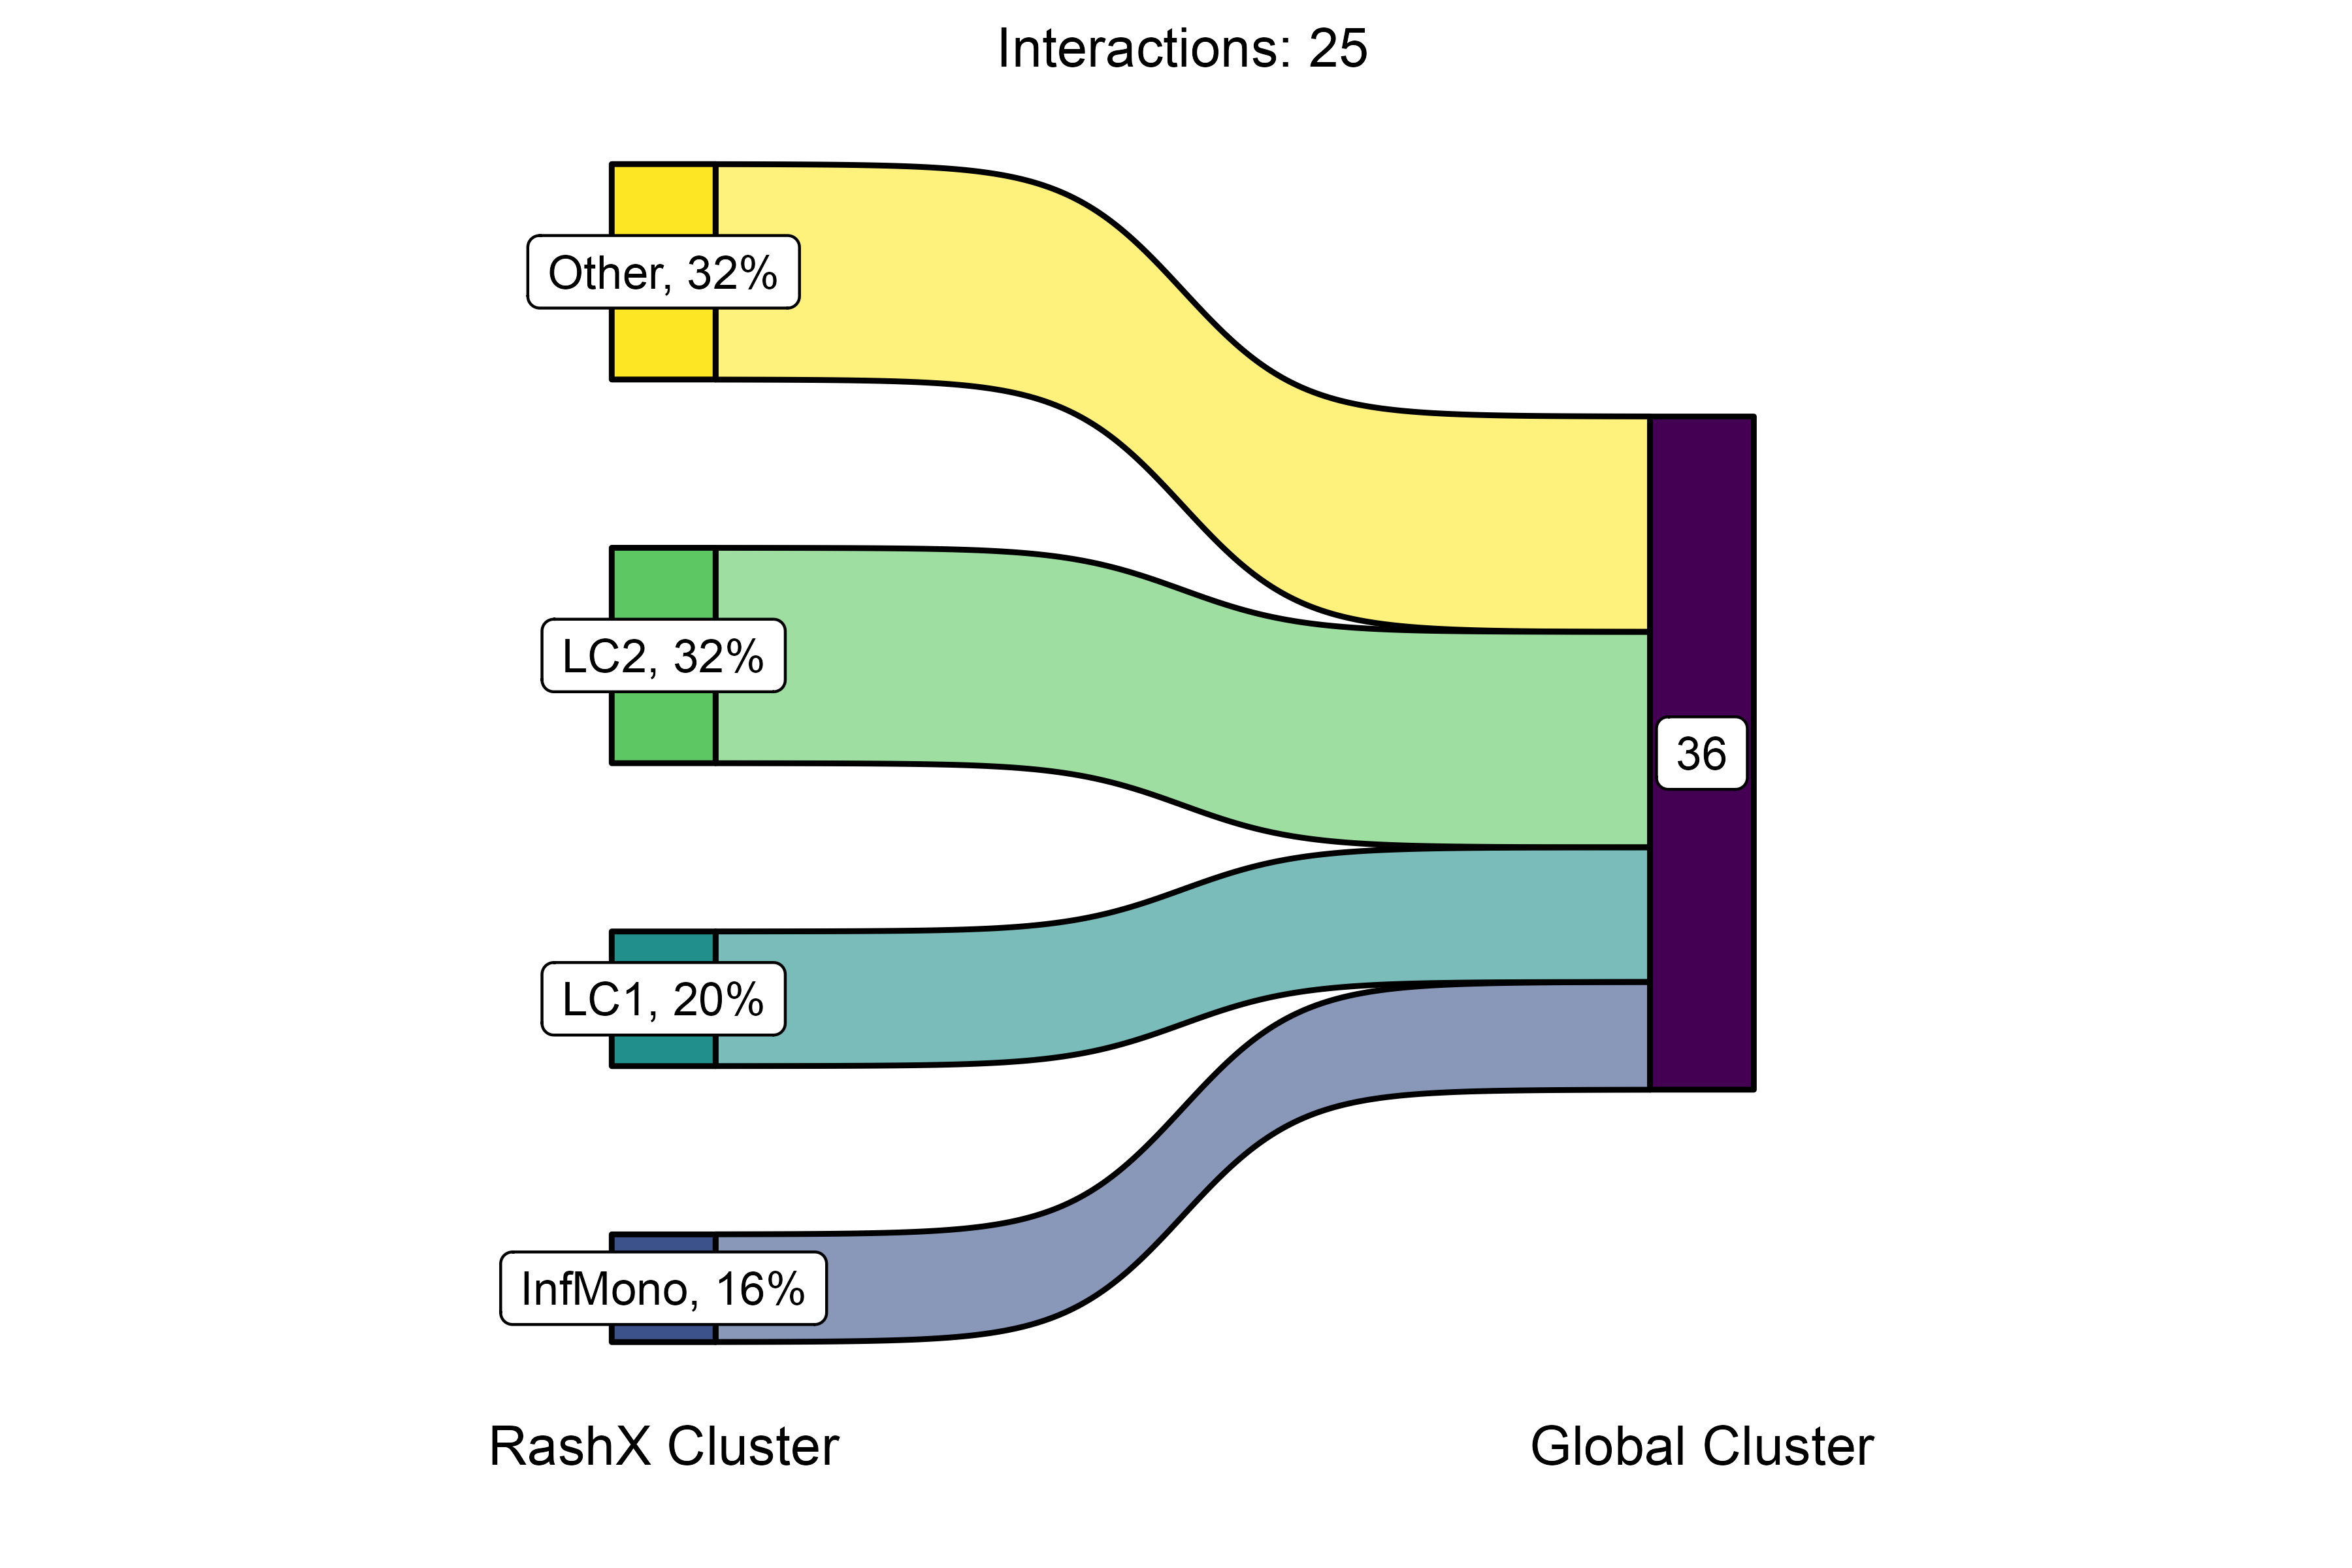 Interactions: 25
Other, 32%
LC2, 32%
36
LC1, 20%
InfMono, 16%
RashX Cluster
Global Cluster